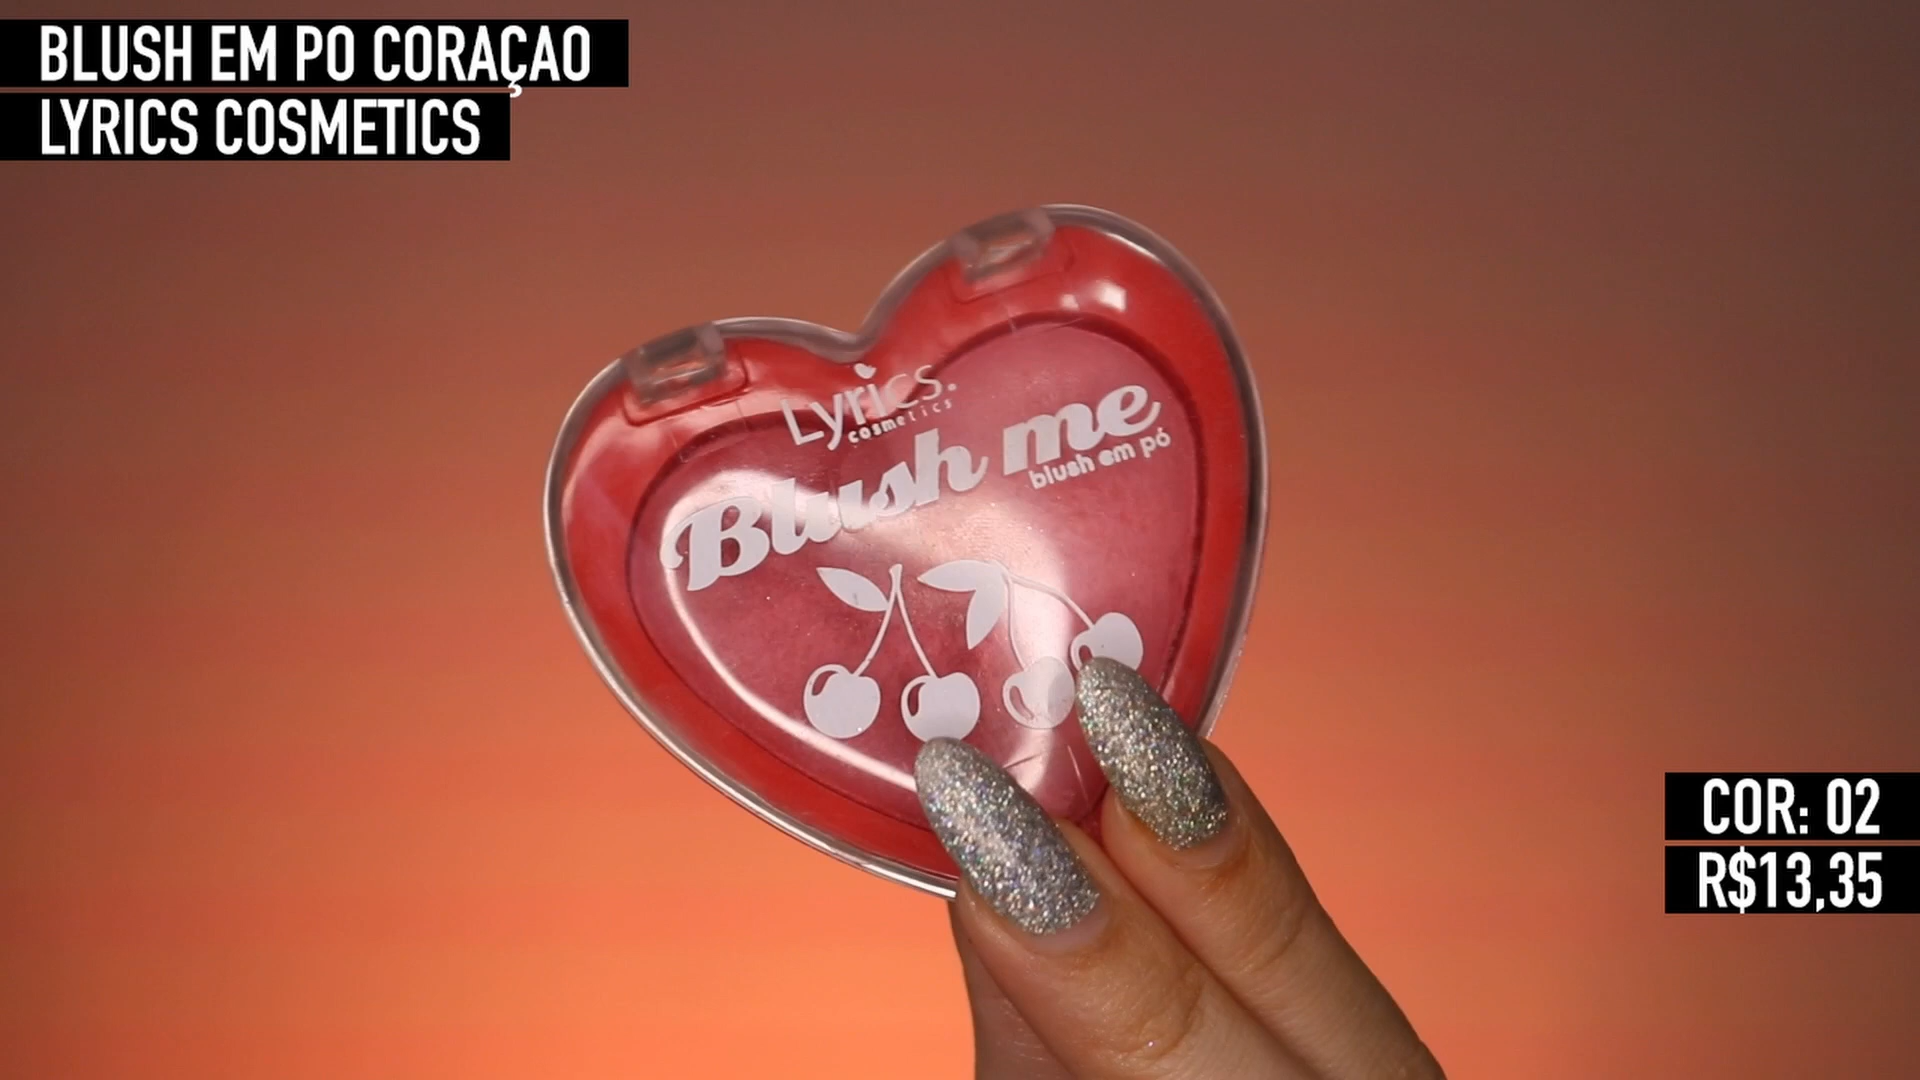 BLUSH EM PO CORAÇAO
LYRICS COSMETICS
Lyrics.
cosmetics
Blush me
blush em pó
COR: 02
R$13,35